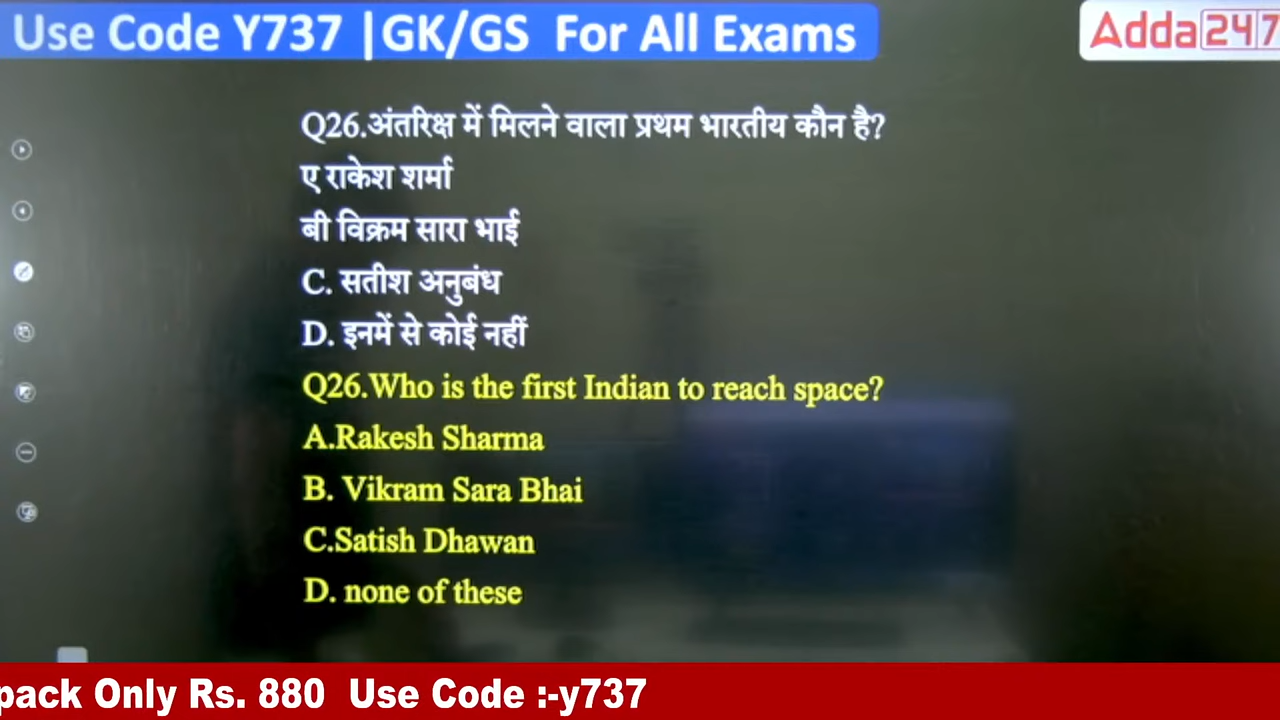 Use Code Y737 |GK/GS For All Exams
Adda247
Q26.अंतरिक्ष में मिलने वाला प्रथम भारतीय कौन है?
ए राकेश शर्मा
बी विक्रम सारा भाई
C. सतीश अनुबंध
D. इनमें से कोई नहीं
Q26.Who is the first Indian to reach space?
A.Rakesh Sharma
B. Vikram Sara Bhai
C.Satish Dhawan
D. none of these
pack Only Rs. 880 Use Code :-y737